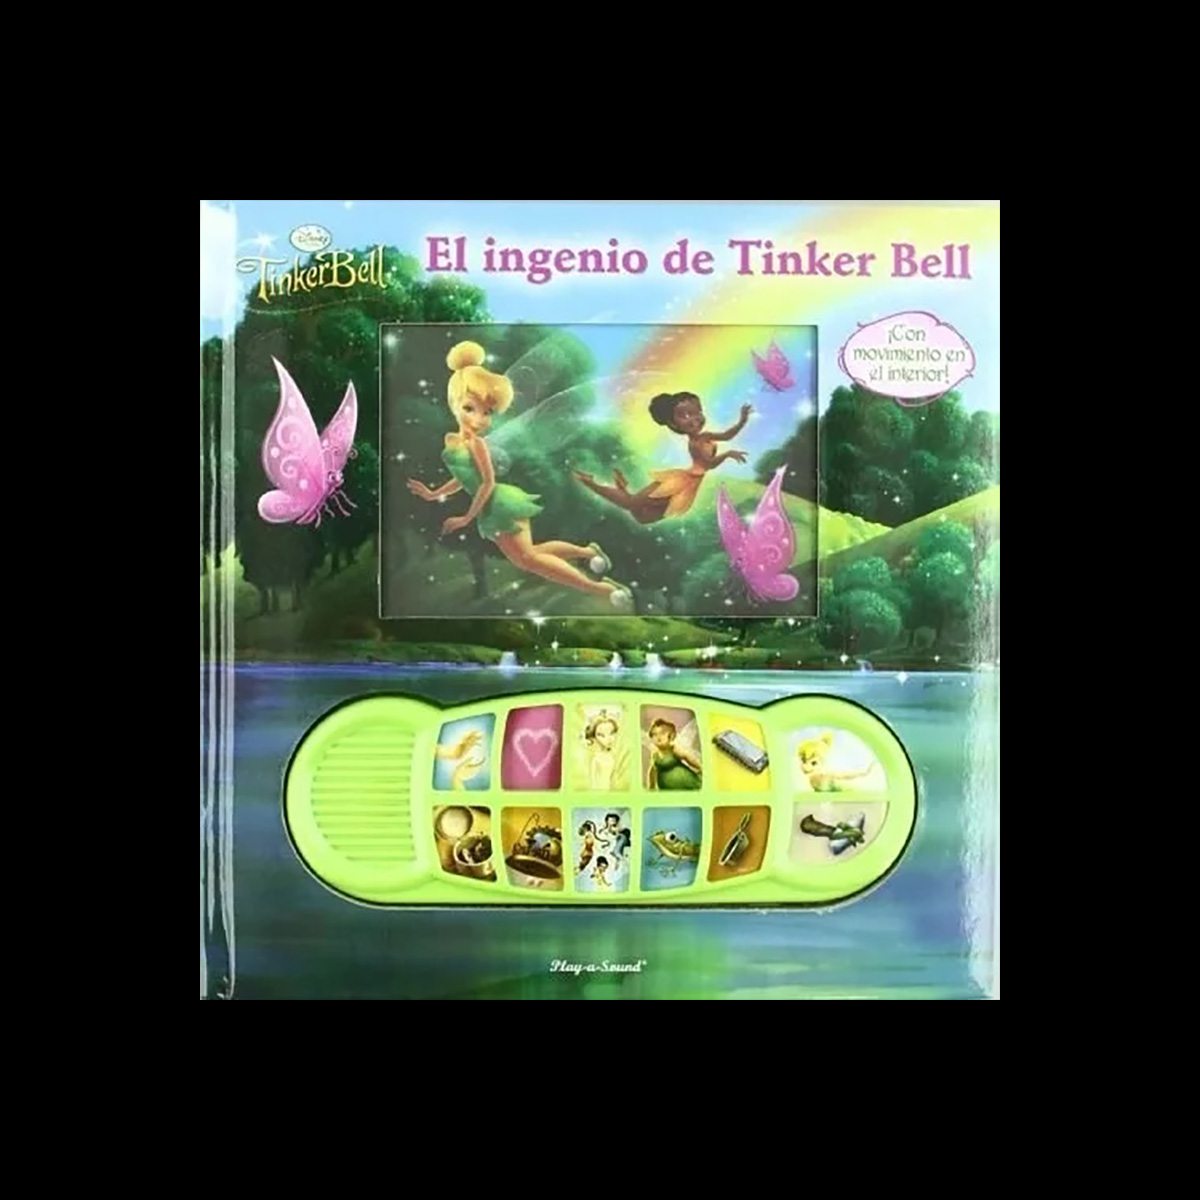 Disney
TinkerBell
El ingenio de Tinker Bell
¡Con
movimiento en
el interior!
Play-a-Sound®